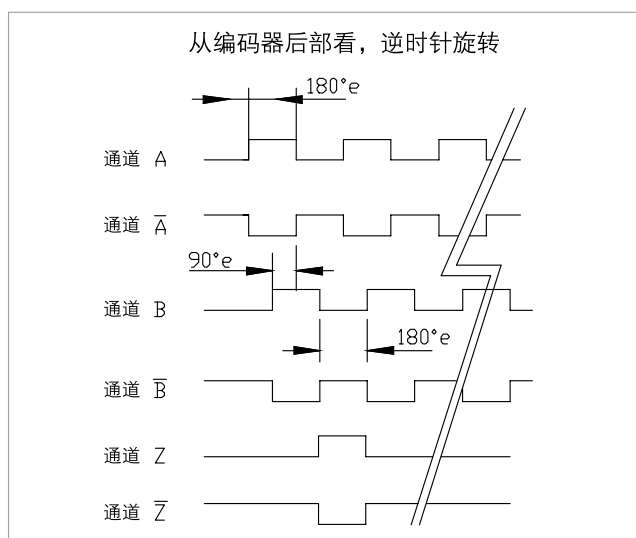 从编码器后部看，逆时针旋转
180°e
通道 A
通道 A̅
90°e
通道 B
180°e
通道 B̅
通道 Z
通道 Z̅